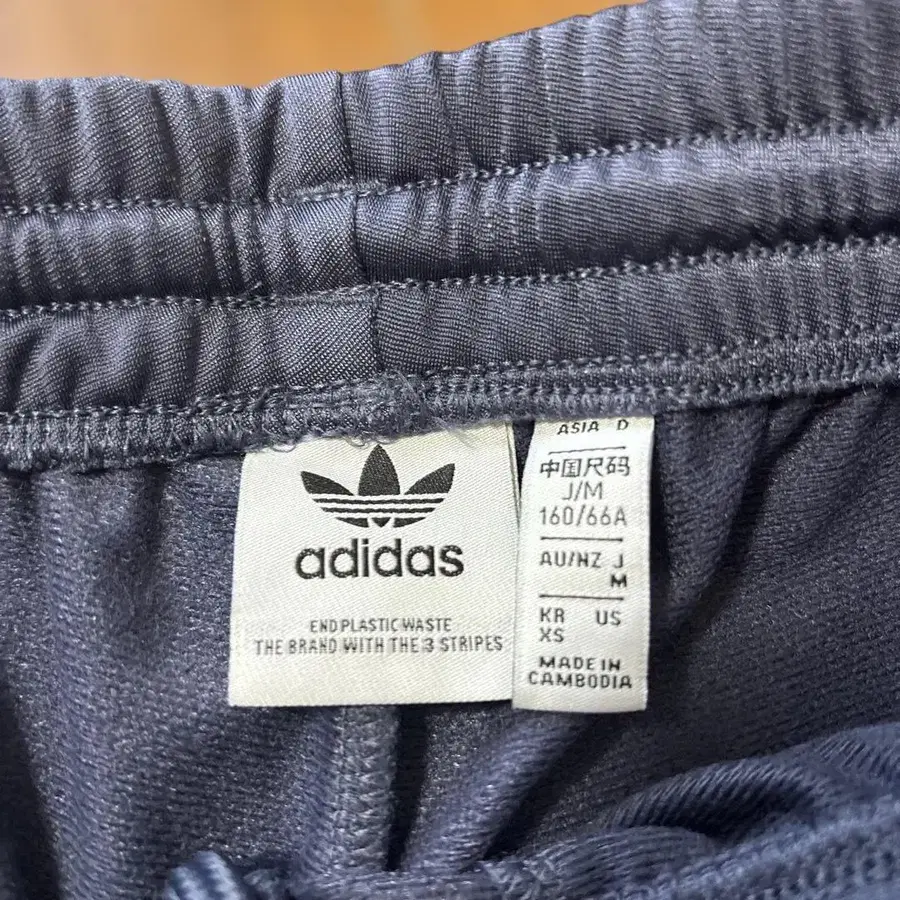 adidas
END PLASTIC WASTE
THE BRAND WITH THE 3 STRIPES
ASIA D
中国尺码
J/M
160/66A
AU/NZ J
M
KR US
XS
MADE IN
CAMBODIA